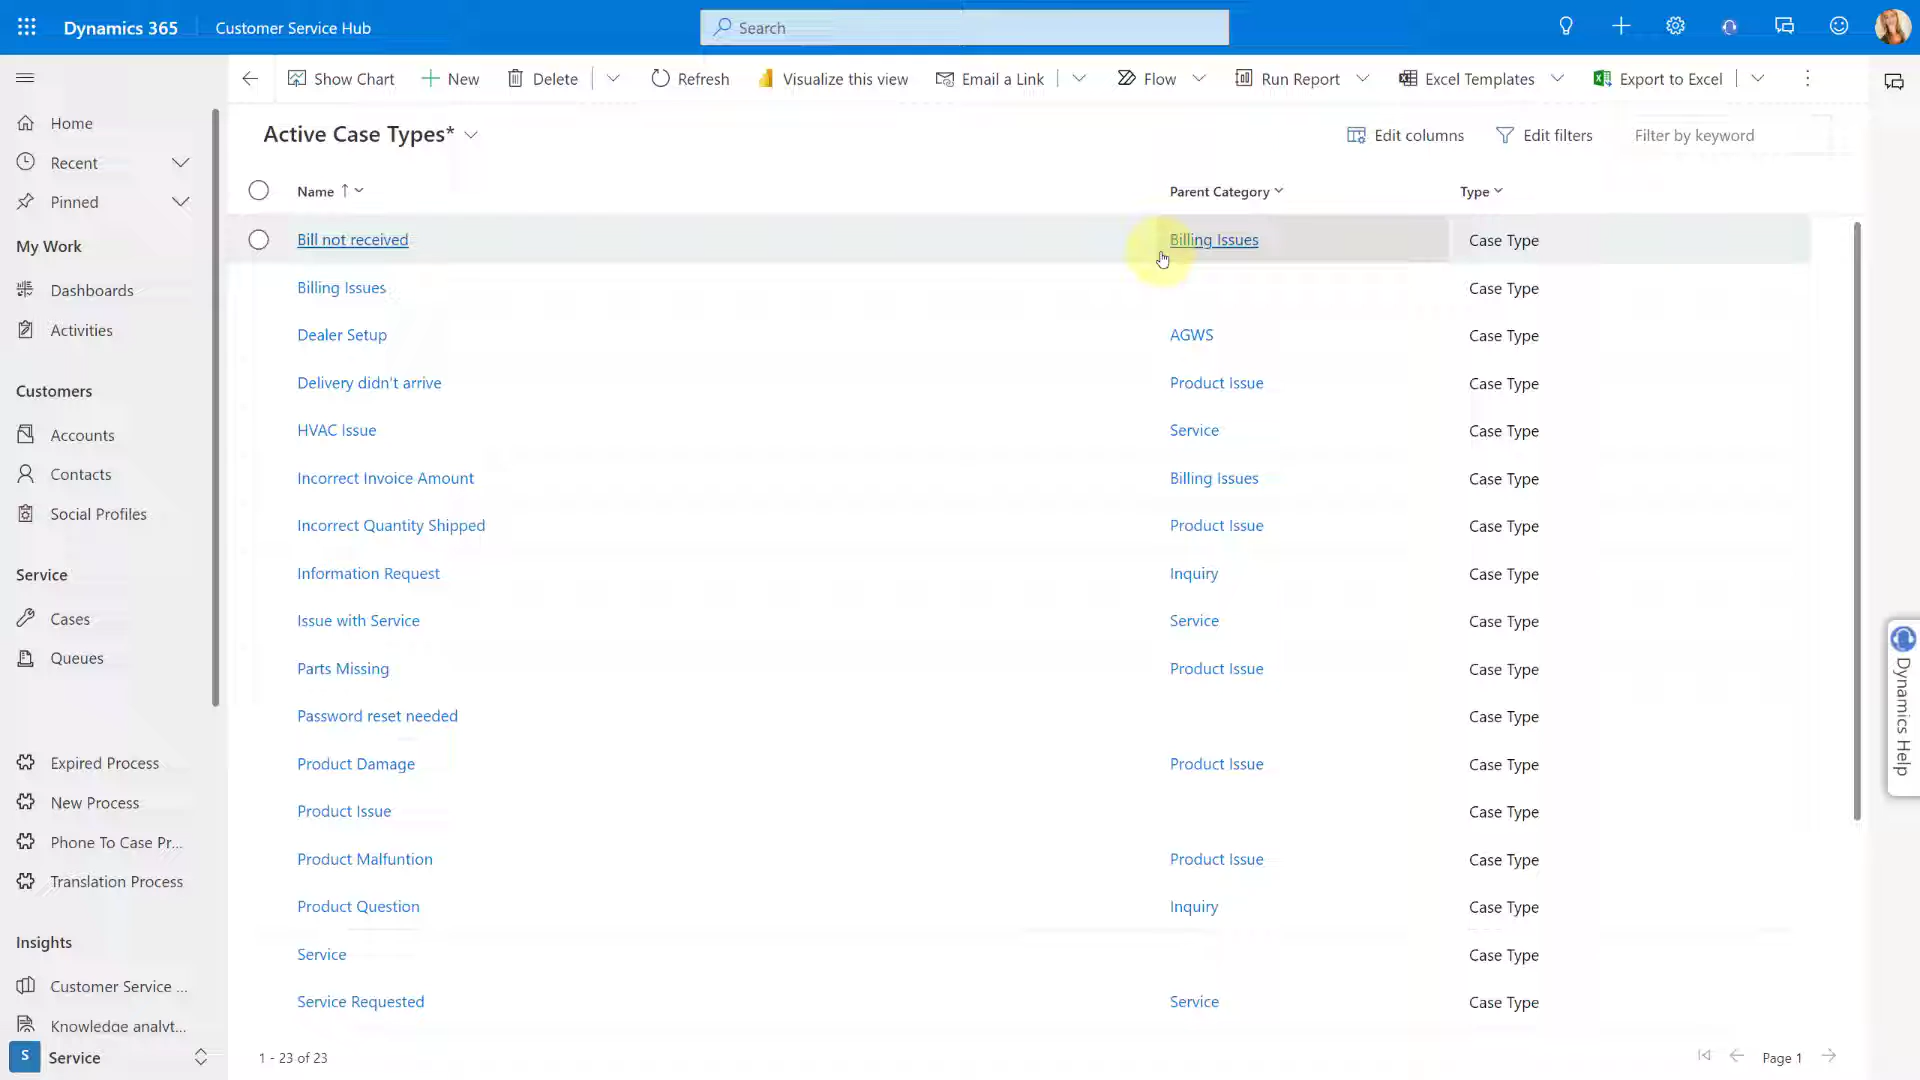 Dynamics 365
Customer Service Hub
Search
Show Chart
New
Delete
Refresh
Visualize this view
Email a Link
Flow
Run Report
Excel Templates
Export to Excel
Home
Recent
Pinned
My Work
Dashboards
Activities
Customers
Accounts
Contacts
Social Profiles
Service
Cases
Queues
Expired Process
New Process
Phone To Case Pr...
Translation Process
Insights
Customer Service ...
Knowledge analyt...
S Service
Active Case Types*
Edit columns
Edit filters
Filter by keyword
Name Parent Category Type
Bill not received Billing Issues Case Type
Billing Issues Case Type
Dealer Setup AGWS Case Type
Delivery didn't arrive Product Issue Case Type
HVAC Issue Service Case Type
Incorrect Invoice Amount Billing Issues Case Type
Incorrect Quantity Shipped Product Issue Case Type
Information Request Inquiry Case Type
Issue with Service Service Case Type
Parts Missing Product Issue Case Type
Password reset needed Case Type
Product Damage Product Issue Case Type
Product Issue Case Type
Product Malfuntion Product Issue Case Type
Product Question Inquiry Case Type
Service Case Type
Service Requested Service Case Type
1 - 23 of 23
Page 1
Dynamics Help